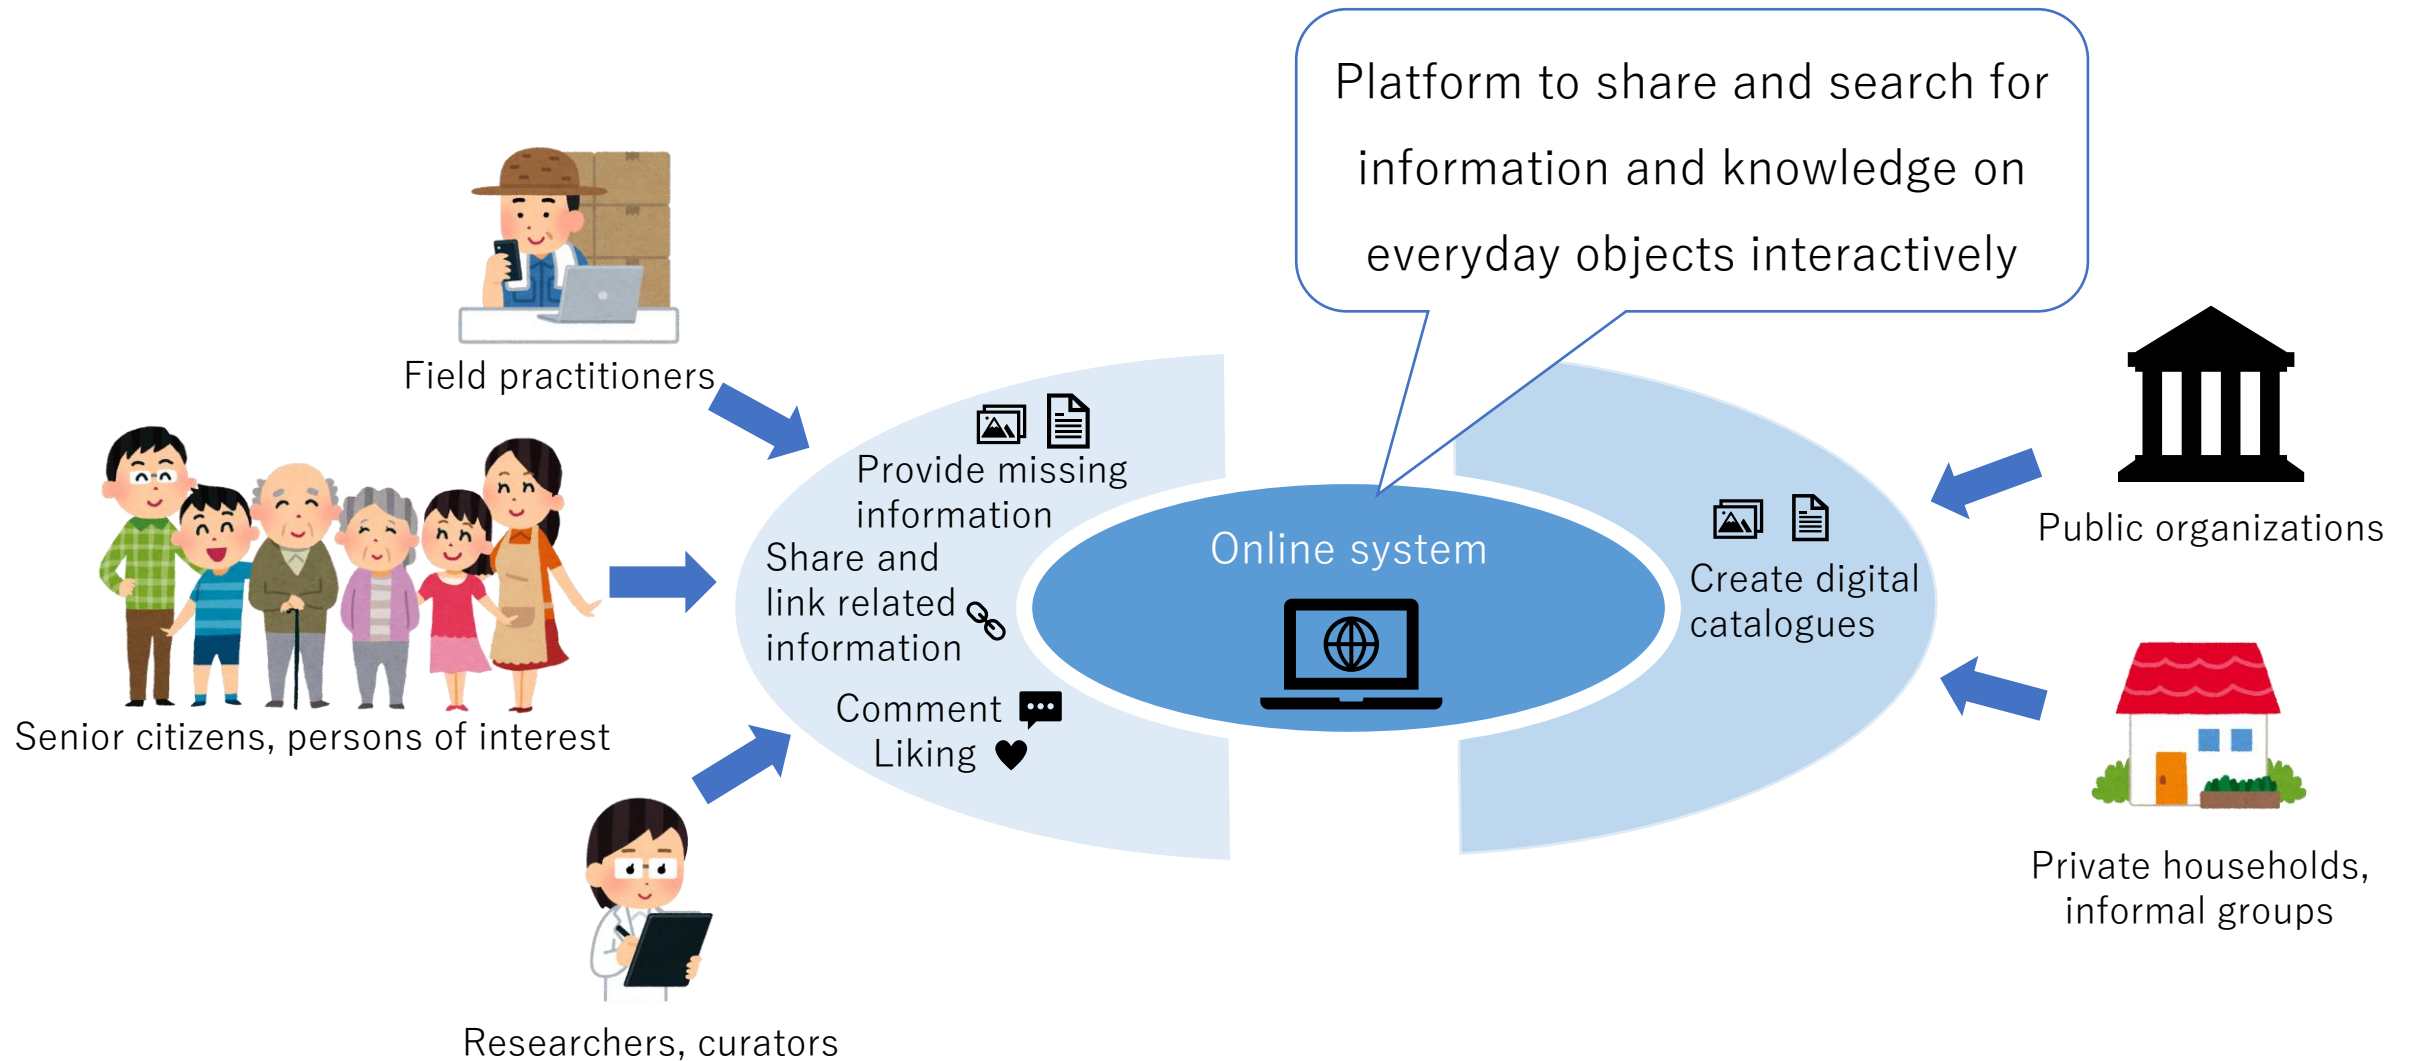 Platform to share and search for
information and knowledge on
everyday objects interactively
Field practitioners
Senior citizens, persons of interest
Researchers, curators
Provide missing
information
Share and
link related
information
Comment
Liking
Online system
Create digital
catalogues
Public organizations
Private households,
informal groups